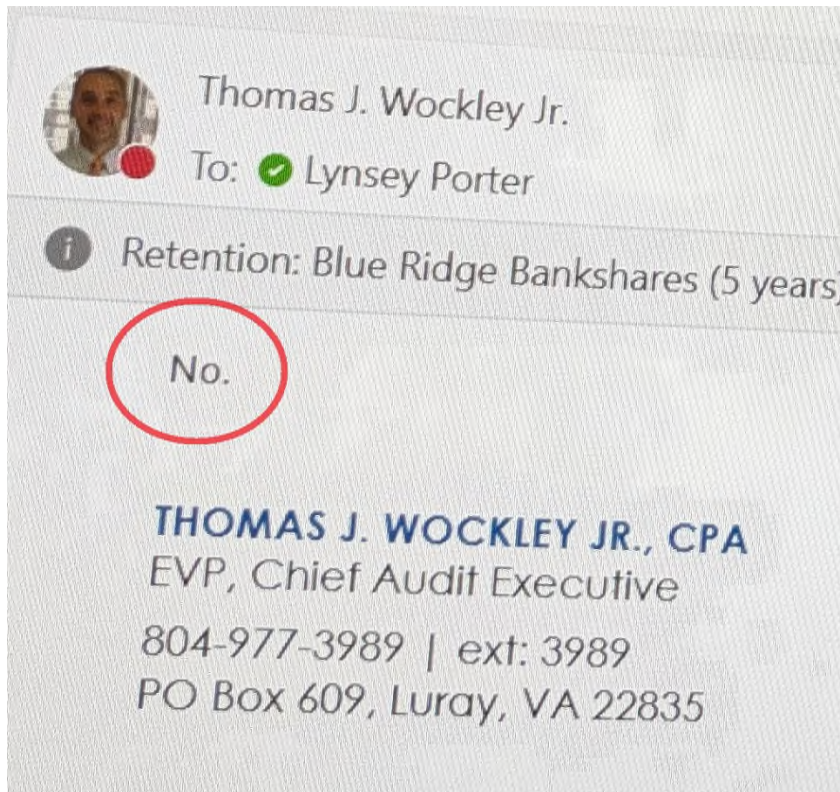 Thomas J. Wockley Jr.
To: Lynsey Porter
Retention: Blue Ridge Bankshares (5 years)
No.
THOMAS J. WOCKLEY JR., CPA
EVP, Chief Audit Executive
804-977-3989 | ext: 3989
PO Box 609, Luray, VA 22835